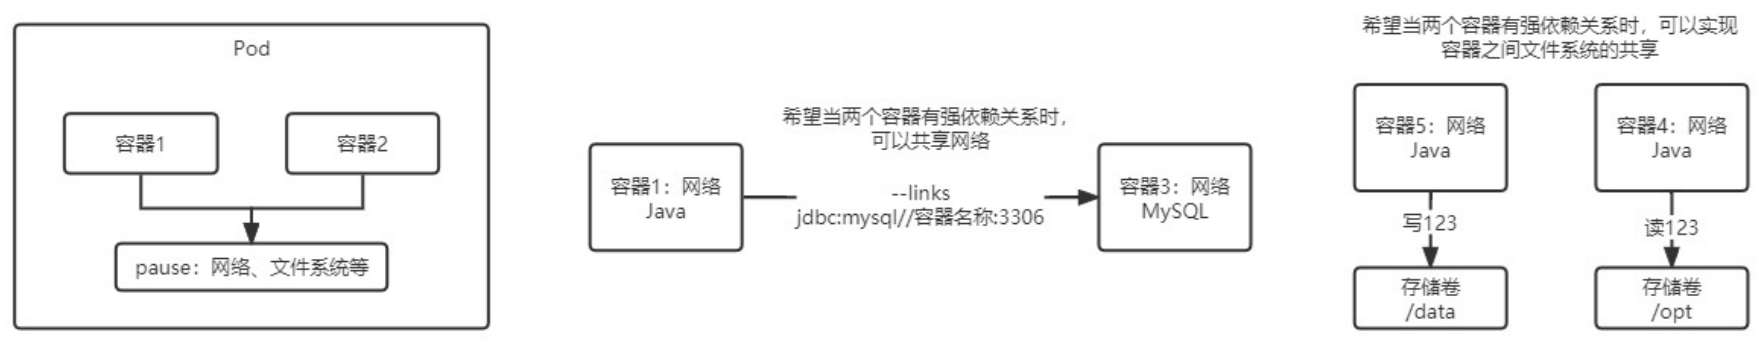 Pod
容器1
容器2
pause：网络、文件系统等
希望当两个容器有强依赖关系时，
可以共享网络
容器1：网络
Java
--links
jdbc:mysql//容器名称:3306
容器3：网络
MySQL
希望当两个容器有强依赖关系时，可以实现
容器之间文件系统的共享
容器5：网络
Java
写123
存储卷
/data
容器4：网络
Java
读123
存储卷
/opt